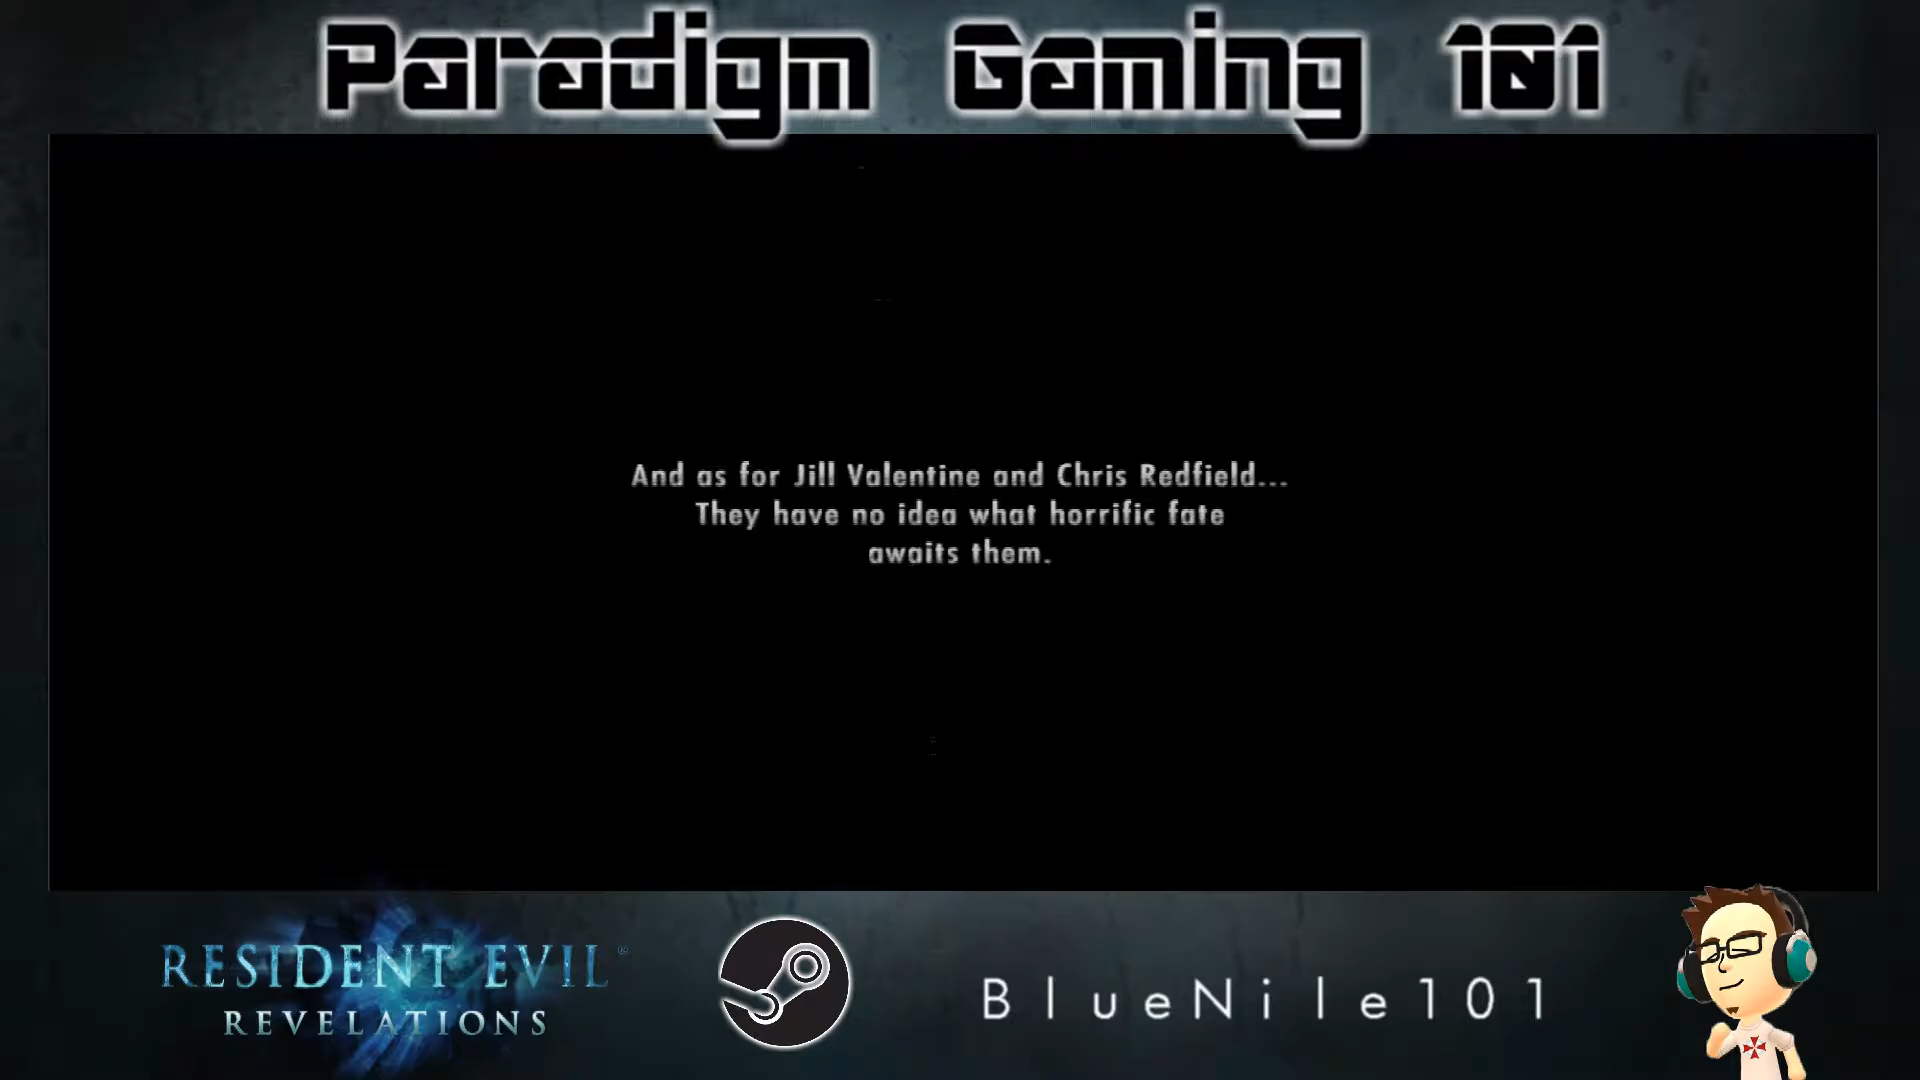 Paradigm Gaming 101
And as for Jill Valentine and Chris Redfield...
They have no idea what horrific fate
awaits them.
RESIDENT EVIL®
REVELATIONS
BlueNile101